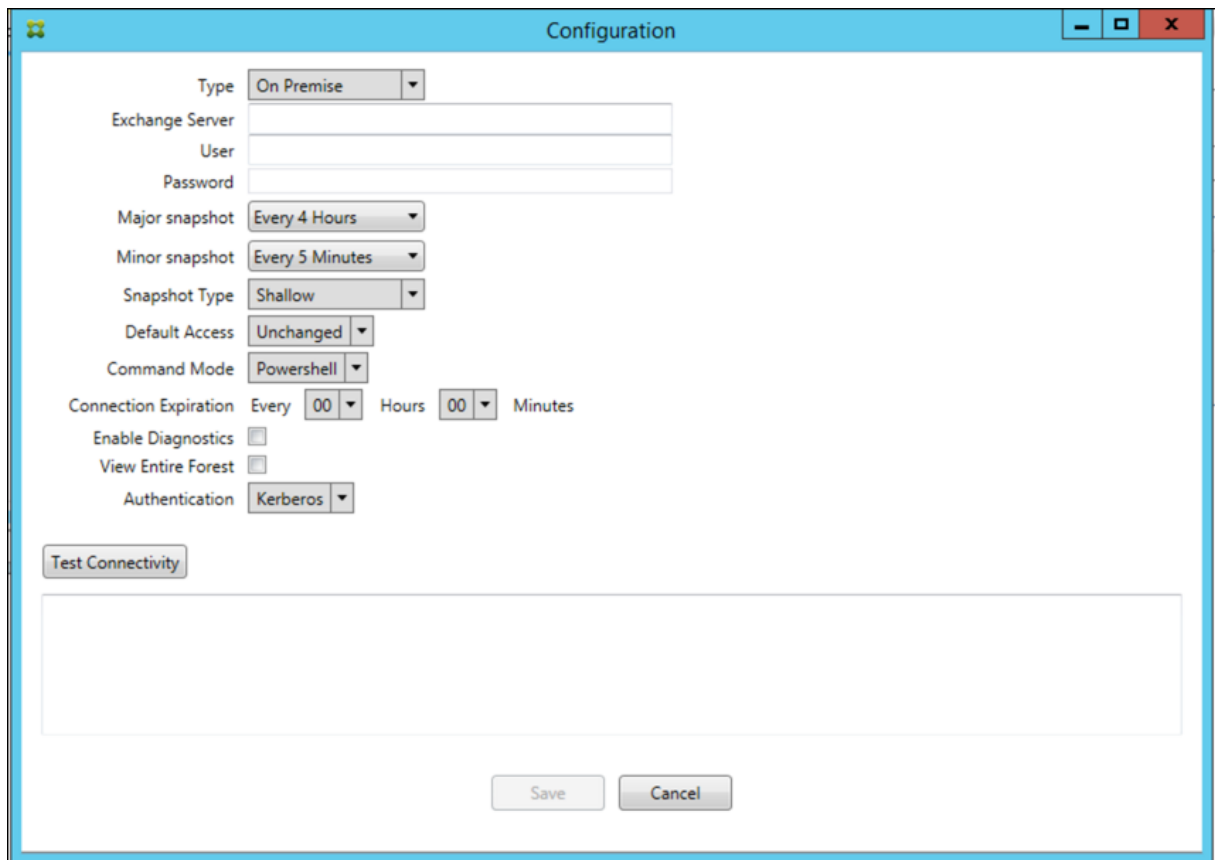 Configuration
Type On Premise
Exchange Server
User
Password
Major snapshot Every 4 Hours
Minor snapshot Every 5 Minutes
Snapshot Type Shallow
Default Access Unchanged
Command Mode Powershell
Connection Expiration Every 00 Hours 00 Minutes
Enable Diagnostics
View Entire Forest
Authentication Kerberos
Test Connectivity
Save Cancel